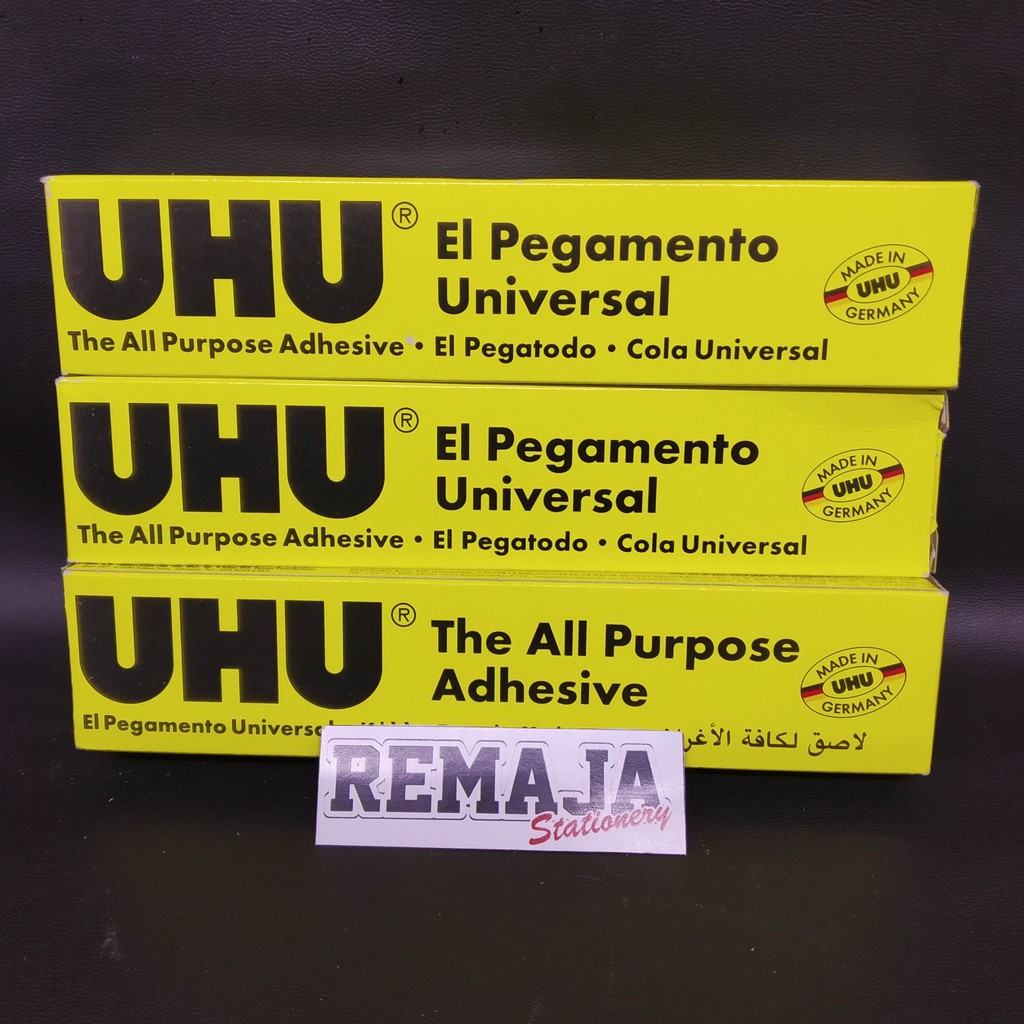 UHU®
El Pegamento
Universal
The All Purpose Adhesive • El Pegatodo • Cola Universal
MADE IN
UHU
GERMANY
UHU®
El Pegamento
Universal
The All Purpose Adhesive • El Pegatodo • Cola Universal
MADE IN
UHU
GERMANY
UHU®
The All Purpose
Adhesive
El Pegamento لاصق لكافة
MADE IN
UHU
GERMANY
REMAJA
Stationery